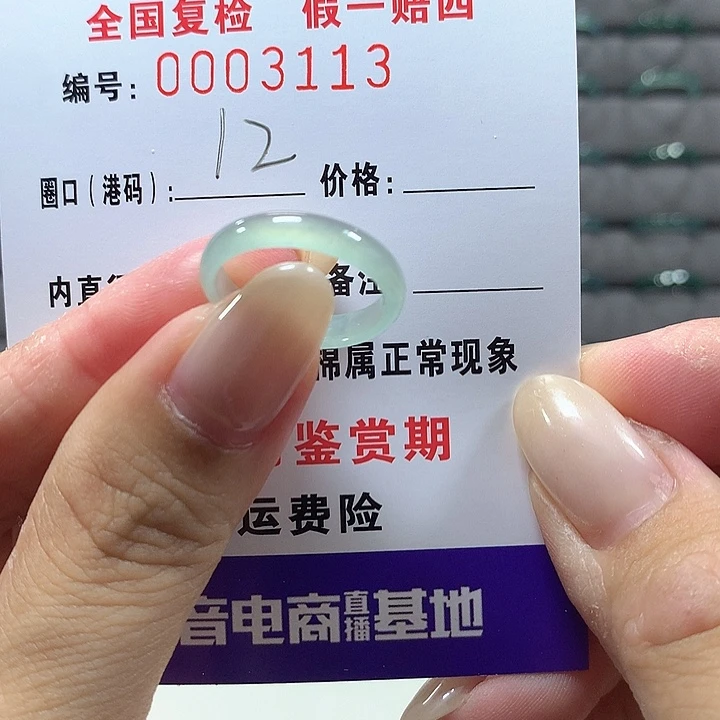 全国复检 假一赔四
编号: 0003113
12
圈口(港码):
价格:
内直
备注
棉属正常现象
鉴赏期
运费险
音电商直播基地